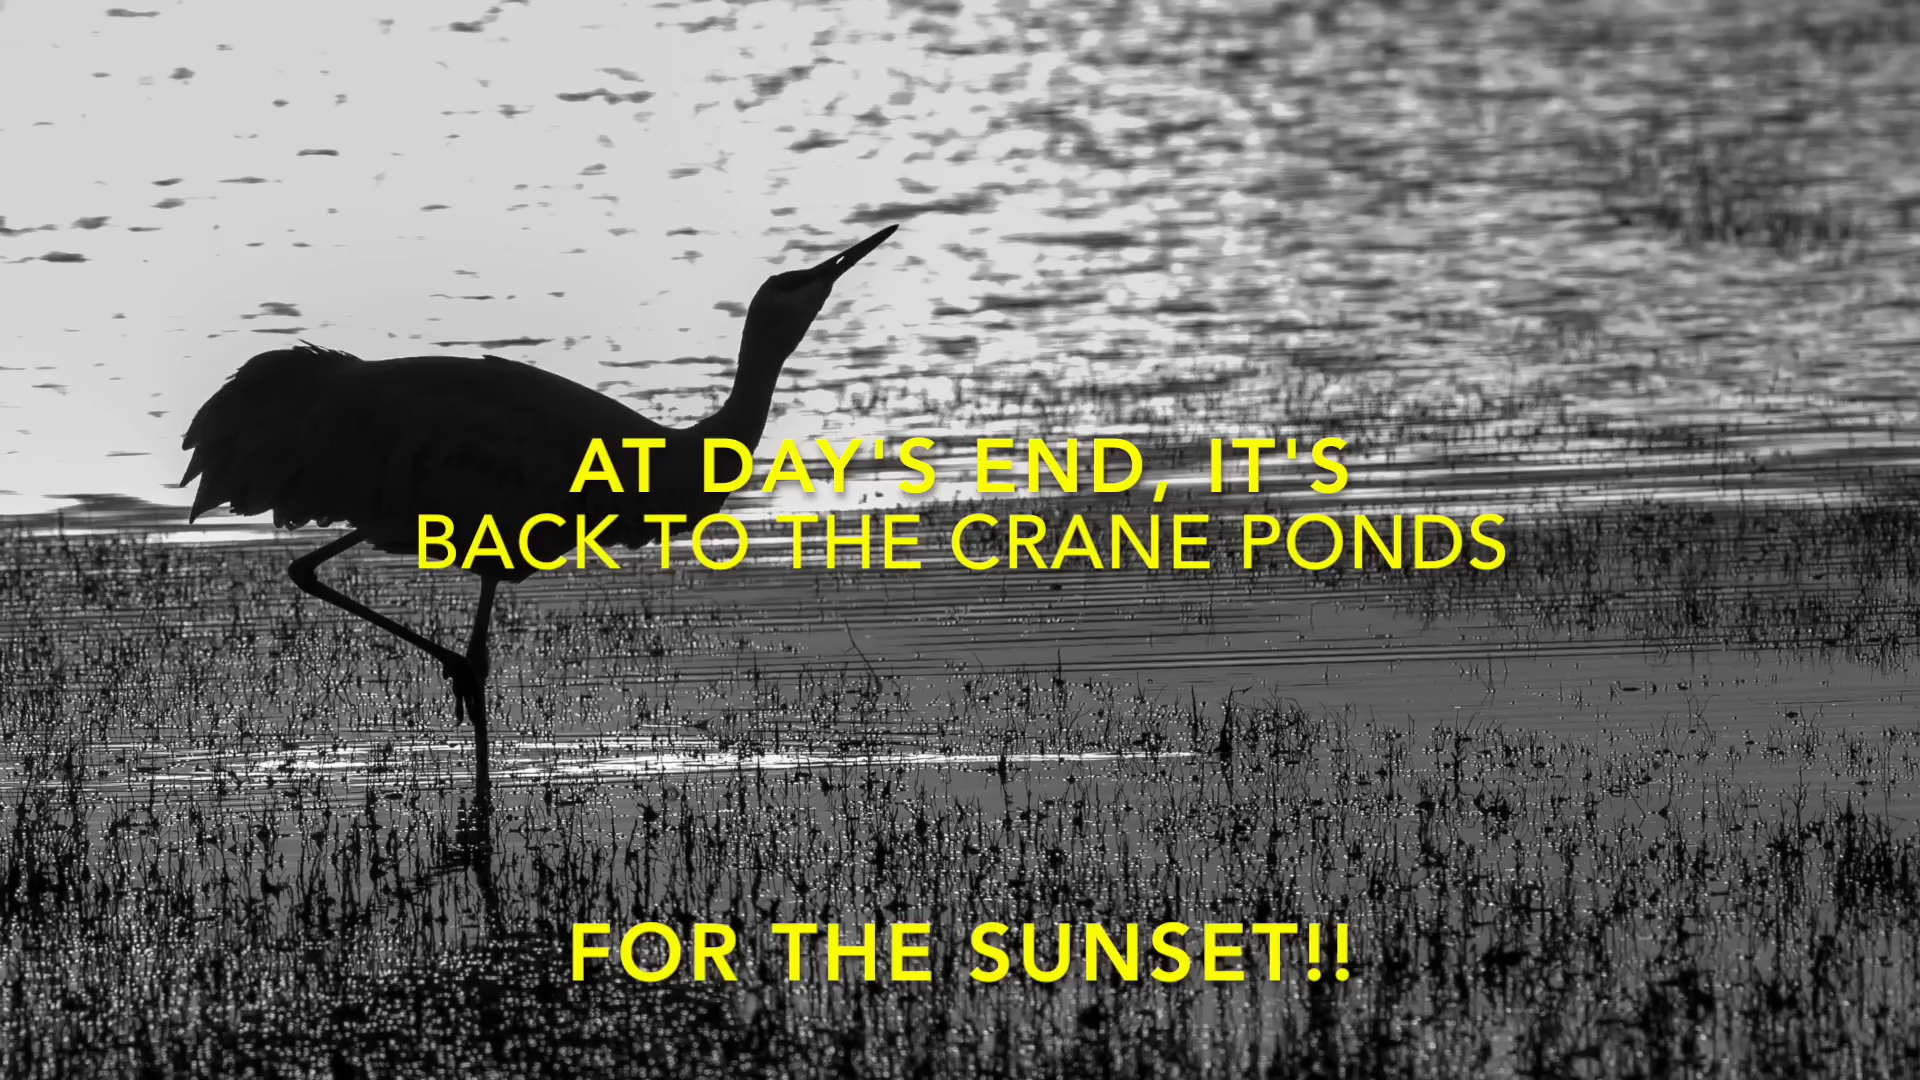 AT DAY'S END, IT'S
BACK TO THE CRANE PONDS
FOR THE SUNSET!!